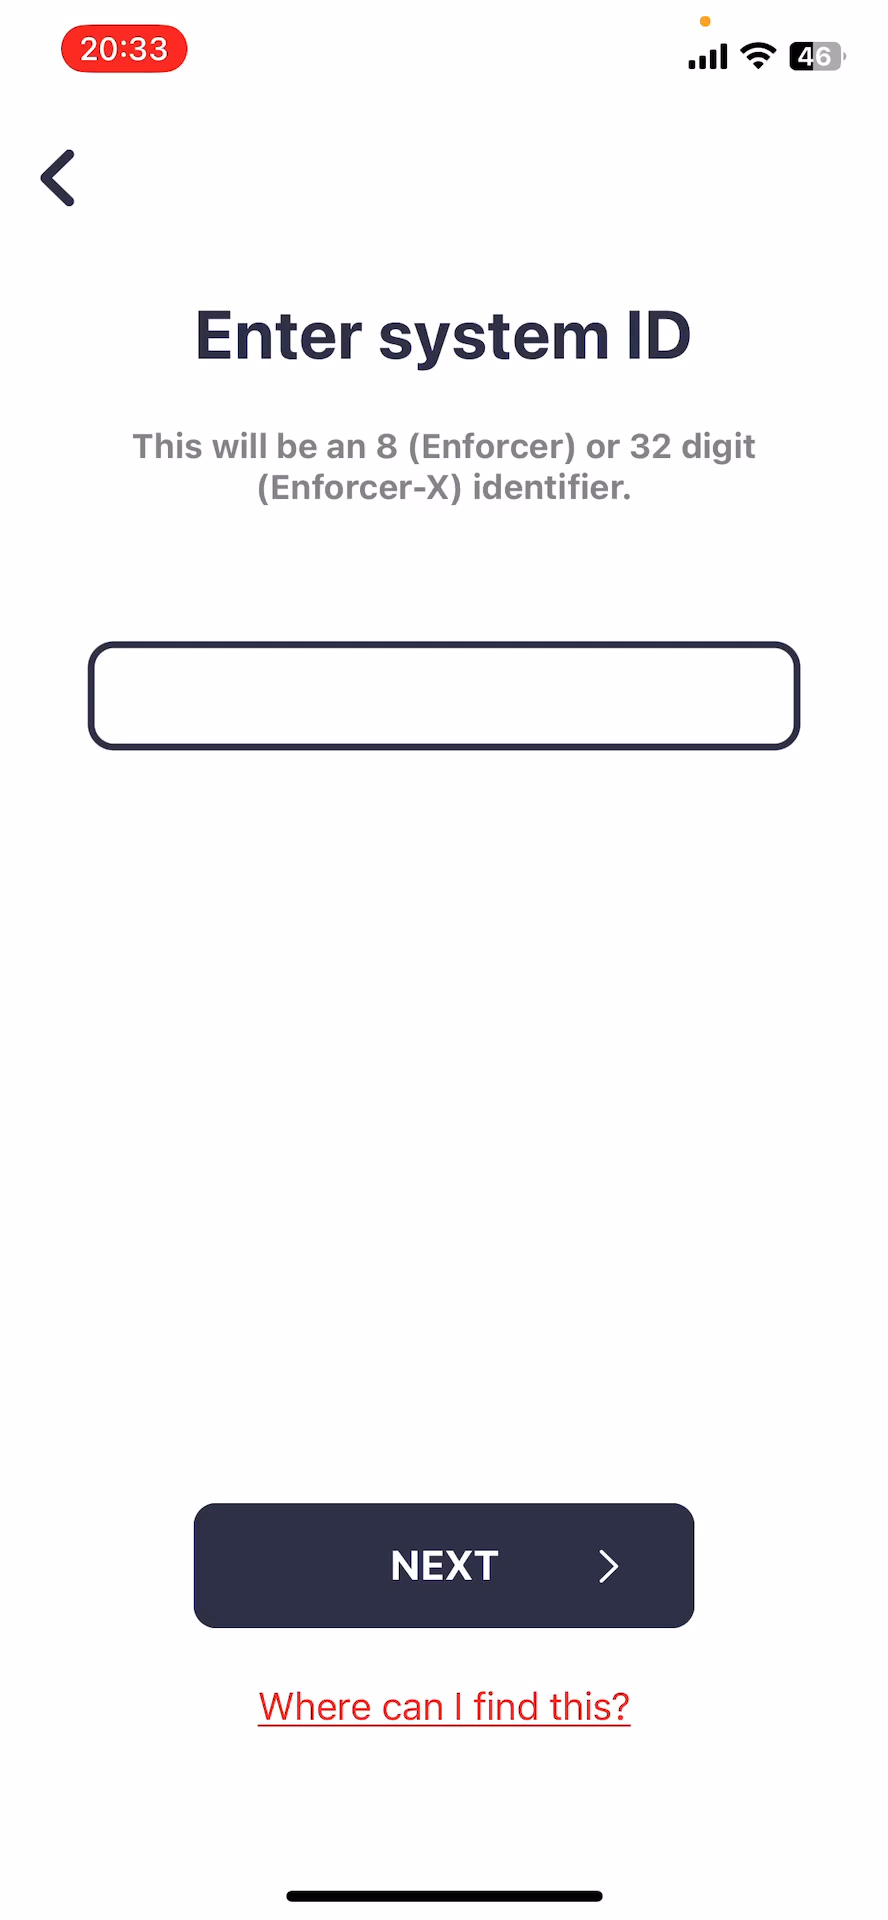 20:33
46
Enter system ID
This will be an 8 (Enforcer) or 32 digit
(Enforcer-X) identifier.
NEXT
Where can I find this?